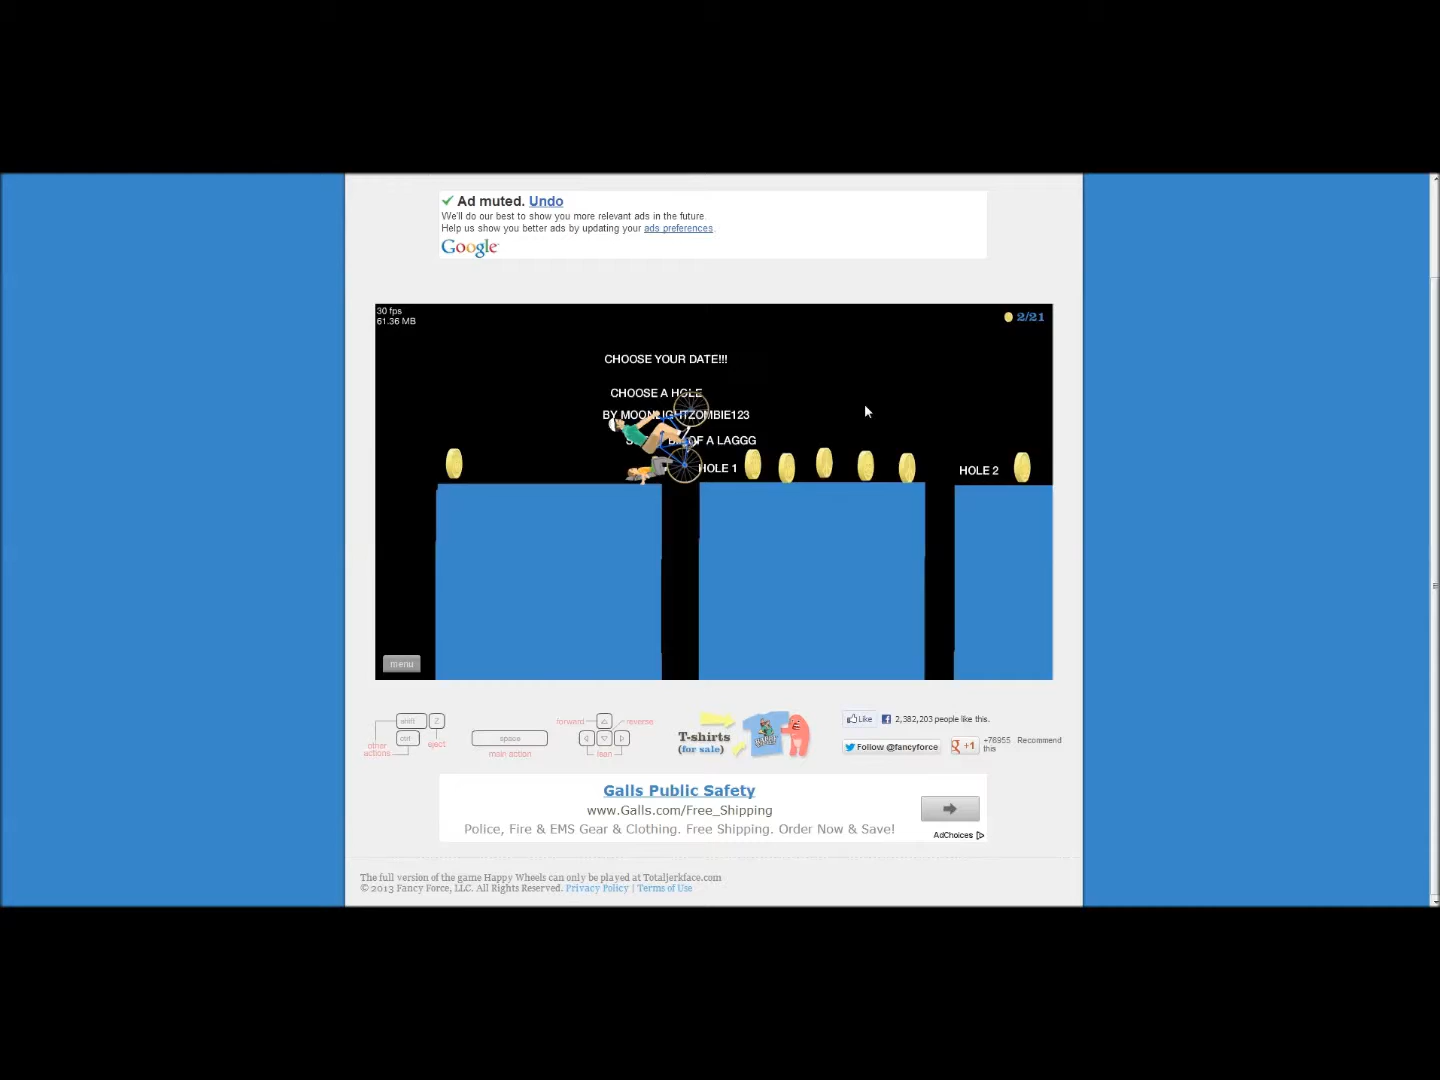 Ad muted. Undo
We'll do our best to show you more relevant ads in the future.
Help us show you better ads by updating your ads preferences.
Google
30 fps
61.36 MB
2/21
CHOOSE YOUR DATE!!!
CHOOSE A HOLE
BY MOONLIGHTZOMBIE123
OF A LAGGG
HOLE 1
HOLE 2
menu
shift
Z
ctrl
other actions
eject
space
main action
forward
reverse
lean
T-shirts
(for sale)
Like
2,382,203 people like this.
Follow @fancyforce
+1
+76955 Recommend this
Galls Public Safety
www.Galls.com/Free_Shipping
Police, Fire & EMS Gear & Clothing. Free Shipping. Order Now & Save!
AdChoices
The full version of the game Happy Wheels can only be played at Totaljerkface.com
© 2013 Fancy Force, LLC. All Rights Reserved. Privacy Policy | Terms of Use